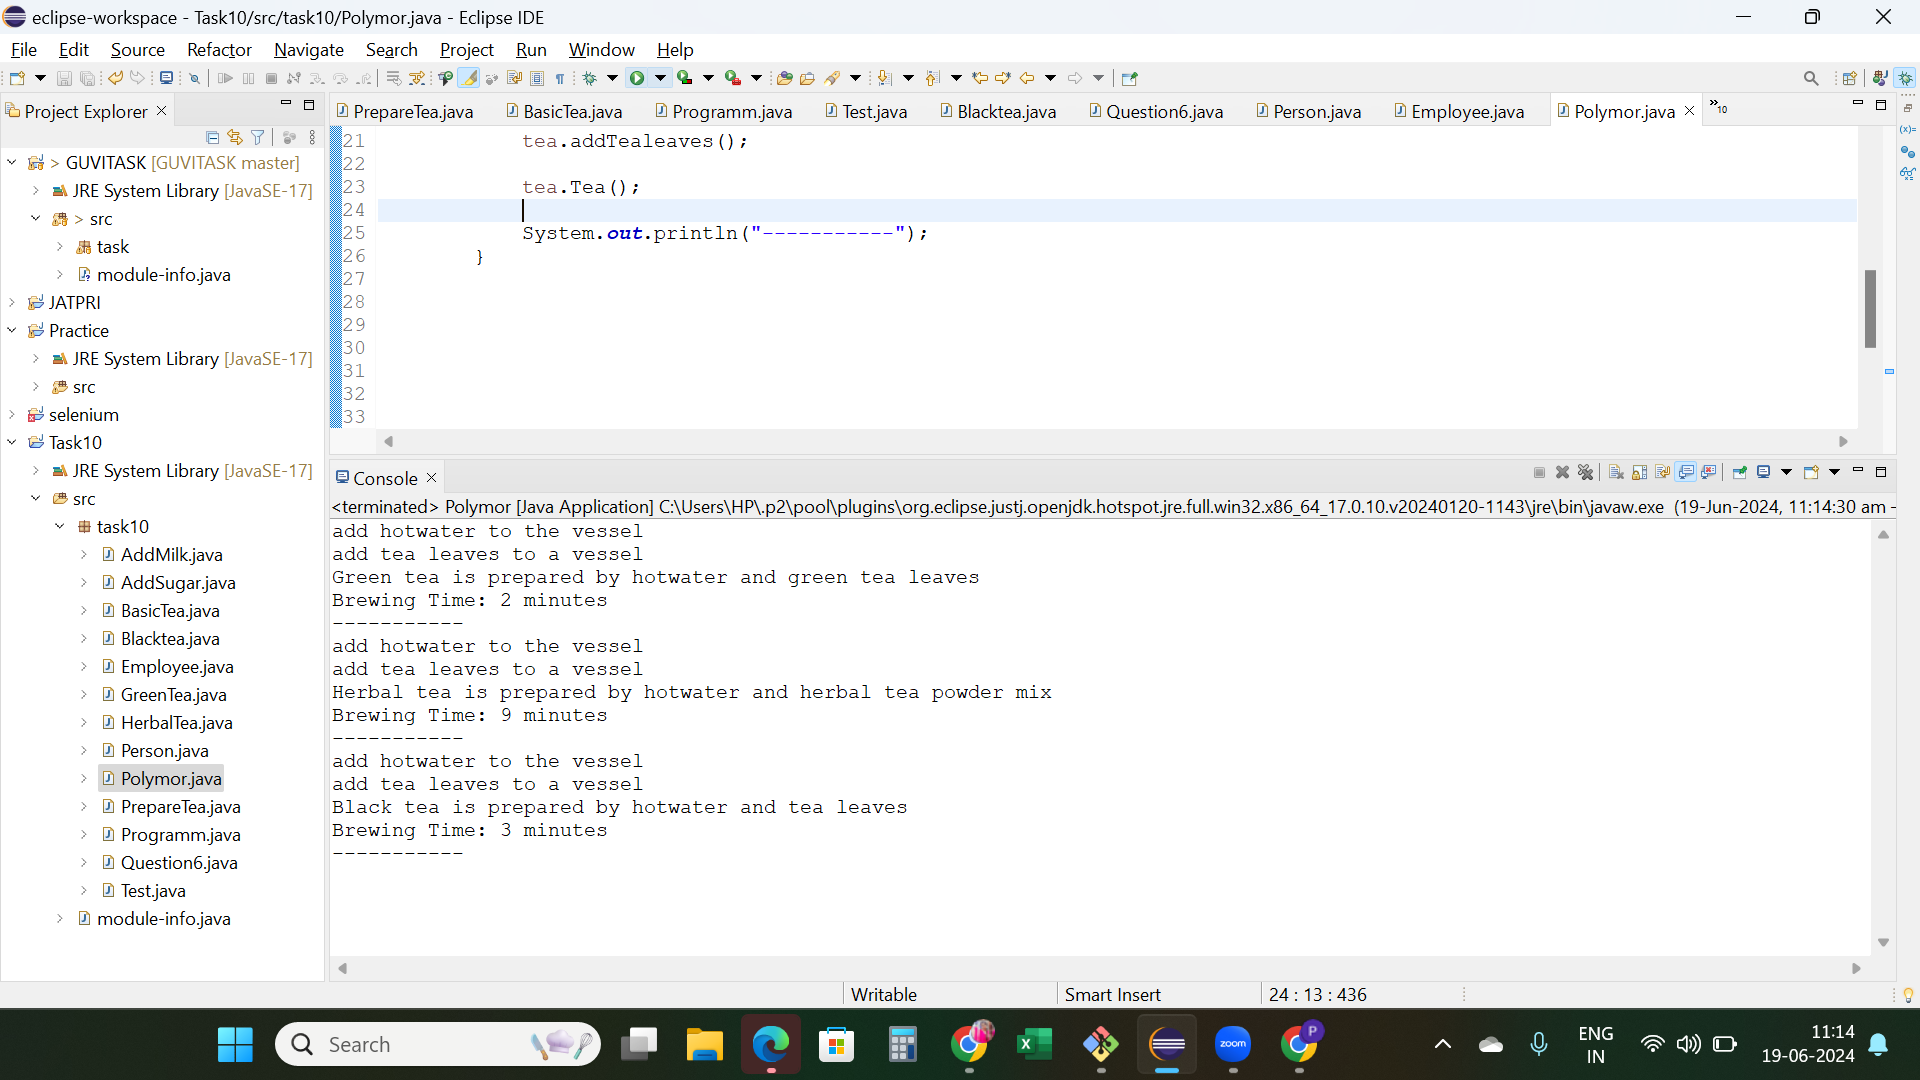 eclipse-workspace - Task10/src/task10/Polymor.java - Eclipse IDE
File Edit Source Refactor Navigate Search Project Run Window Help
Project Explorer
PrepareTea.java BasicTea.java Programm.java Test.java Blacktea.java Question6.java Person.java Employee.java Polymor.java »10
GUVITASK [GUVITASK master]
JRE System Library [JavaSE-17]
> src
task
module-info.java
JATPRI
Practice
JRE System Library [JavaSE-17]
src
selenium
Task10
JRE System Library [JavaSE-17]
src
task10
AddMilk.java
AddSugar.java
BasicTea.java
Blacktea.java
Employee.java
GreenTea.java
HerbalTea.java
Person.java
Polymor.java
PrepareTea.java
Programm.java
Question6.java
Test.java
module-info.java
21 tea.addTealeaves();
22
23 tea.Tea();
24
25 System.out.println("-----------");
26 }
27
28
29
30
31
32
33
Console
<terminated> Polymor [Java Application] C:\Users\HP\.p2\pool\plugins\org.eclipse.justj.openjdk.hotspot.jre.full.win32.x86_64_17.0.10.v20240120-1143\jre\bin\javaw.exe (19-Jun-2024, 11:14:30 am -
add hotwater to the vessel
add tea leaves to a vessel
Green tea is prepared by hotwater and green tea leaves
Brewing Time: 2 minutes
-----------
add hotwater to the vessel
add tea leaves to a vessel
Herbal tea is prepared by hotwater and herbal tea powder mix
Brewing Time: 9 minutes
-----------
add hotwater to the vessel
add tea leaves to a vessel
Black tea is prepared by hotwater and tea leaves
Brewing Time: 3 minutes
-----------
Writable Smart Insert 24 : 13 : 436
Search
zoom
P
ENG
IN
11:14
19-06-2024